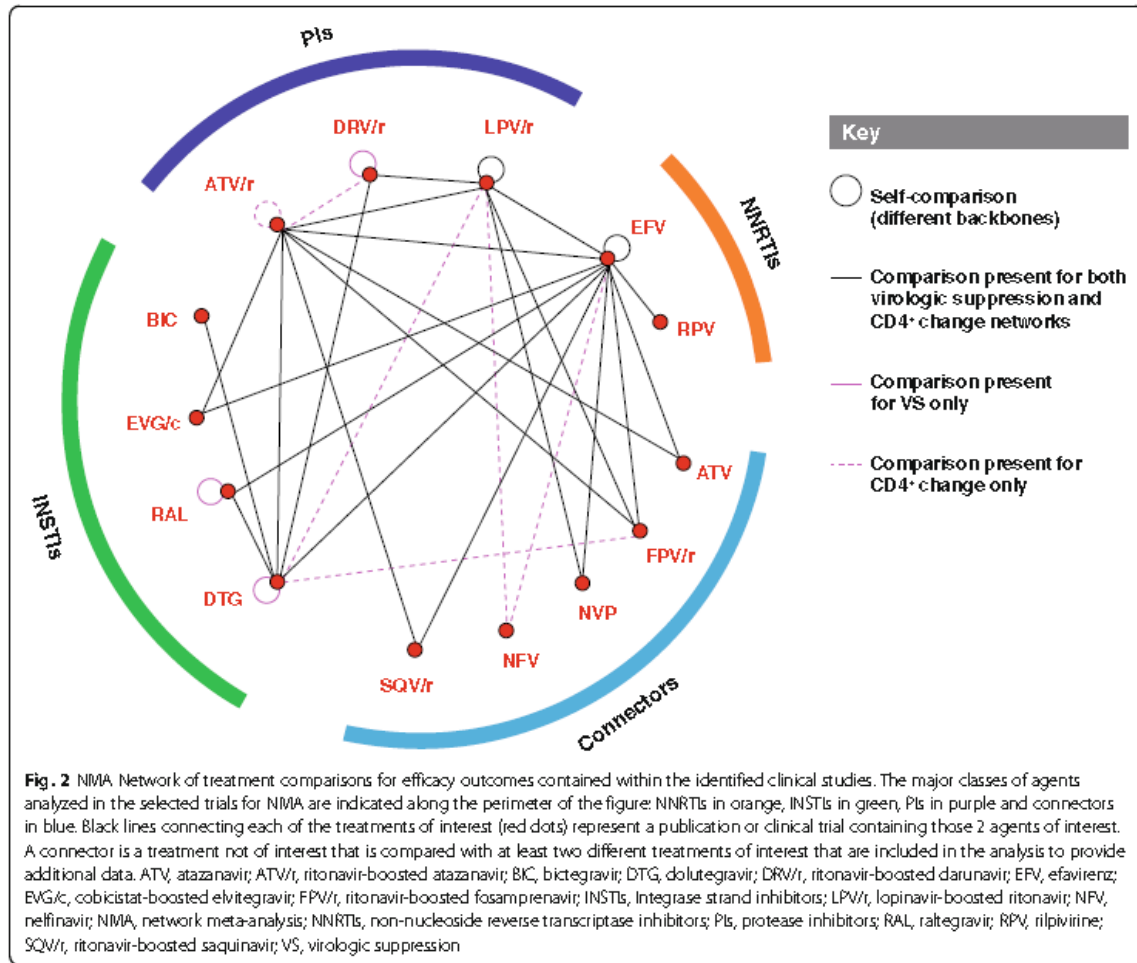 PIs
DRV/r
LPV/r
ATV/r
EFV
NNRTIs
BIC
RPV
EVG/c
ATV
RAL
INSTIs
FPV/r
DTG
NVP
NFV
SQV/r
Connectors
Key
Self-comparison
(different backbones)
Comparison present for both
virologic suppression and
CD4+ change networks
Comparison present
for VS only
Comparison present for
CD4+ change only
Fig. 2 NMA Network of treatment comparisons for efficacy outcomes contained within the identified clinical studies. The major classes of agents
analyzed in the selected trials for NMA are indicated along the perimeter of the figure: NNRTIs in orange, INSTIs in green, PIs in purple and connectors
in blue. Black lines connecting each of the treatments of interest (red dots) represent a publication or clinical trial containing those 2 agents of interest.
A connector is a treatment not of interest that is compared with at least two different treatments of interest that are included in the analysis to provide
additional data. ATV, atazanavir; ATV/r, ritonavir-boosted atazanavir; BIC, bictegravir; DTG, dolutegravir; DRV/r, ritonavir-boosted darunavir; EFV, efavirenz;
EVG/c, cobicistat-boosted elvitegravir; FPV/r, ritonavir-boosted fosamprenavir; INSTIs, Integrase strand inhibitors; LPV/r, lopinavir-boosted ritonavir; NFV,
nelfinavir; NMA, network meta-analysis; NNRTIs, non-nucleoside reverse transcriptase inhibitors; PIs, protease inhibitors; RAL, raltegravir; RPV, rilpivirine;
SQV/r, ritonavir-boosted saquinavir; VS, virologic suppression